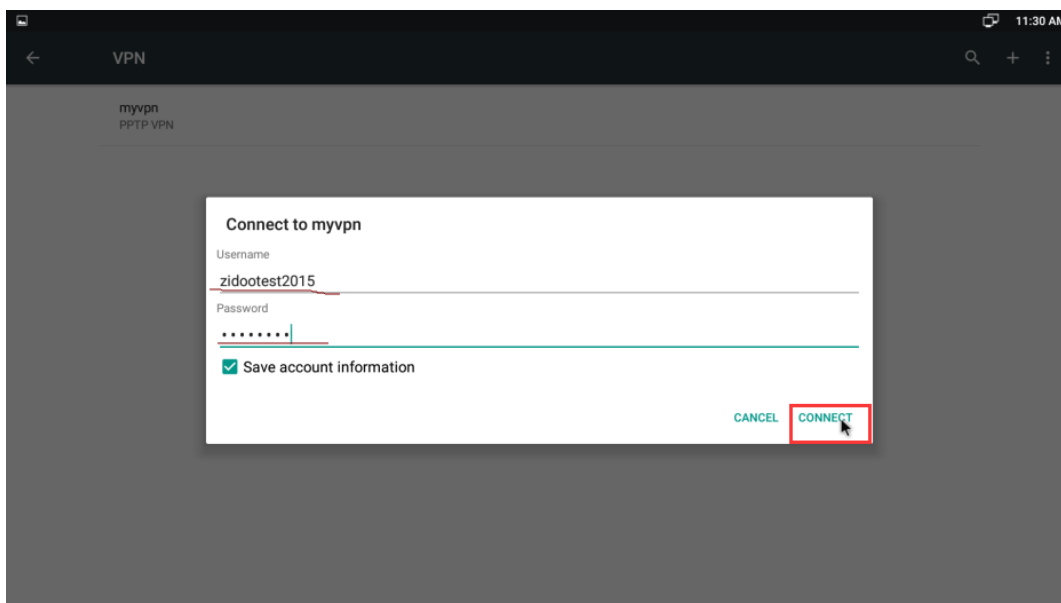 11:30 AM
VPN
myvpn
PPTP VPN
Connect to myvpn
Username
zidootest2015
Password
••••••••
Save account information
CANCEL CONNECT